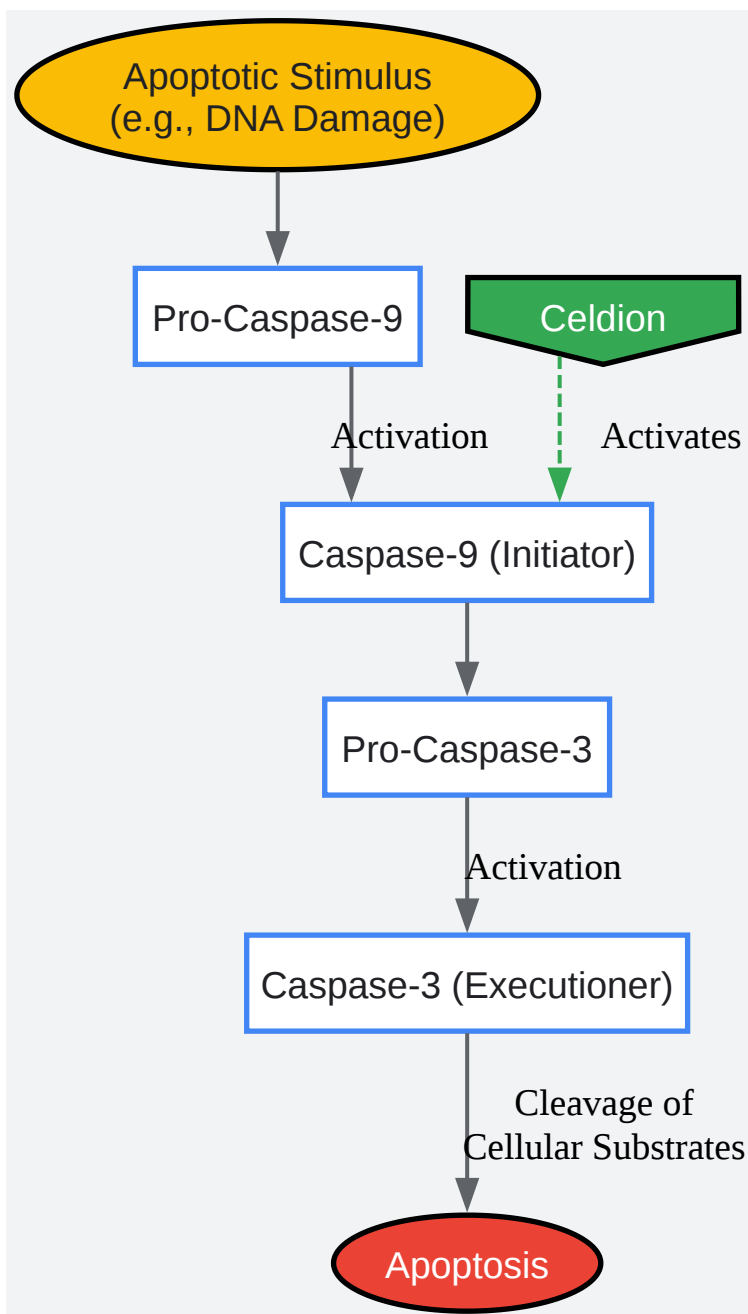 Apoptotic Stimulus
(e.g., DNA Damage)
Pro-Caspase-9
Celdion
Activation
Activates
Caspase-9 (Initiator)
Pro-Caspase-3
Activation
Caspase-3 (Executioner)
Cleavage of
Cellular Substrates
Apoptosis